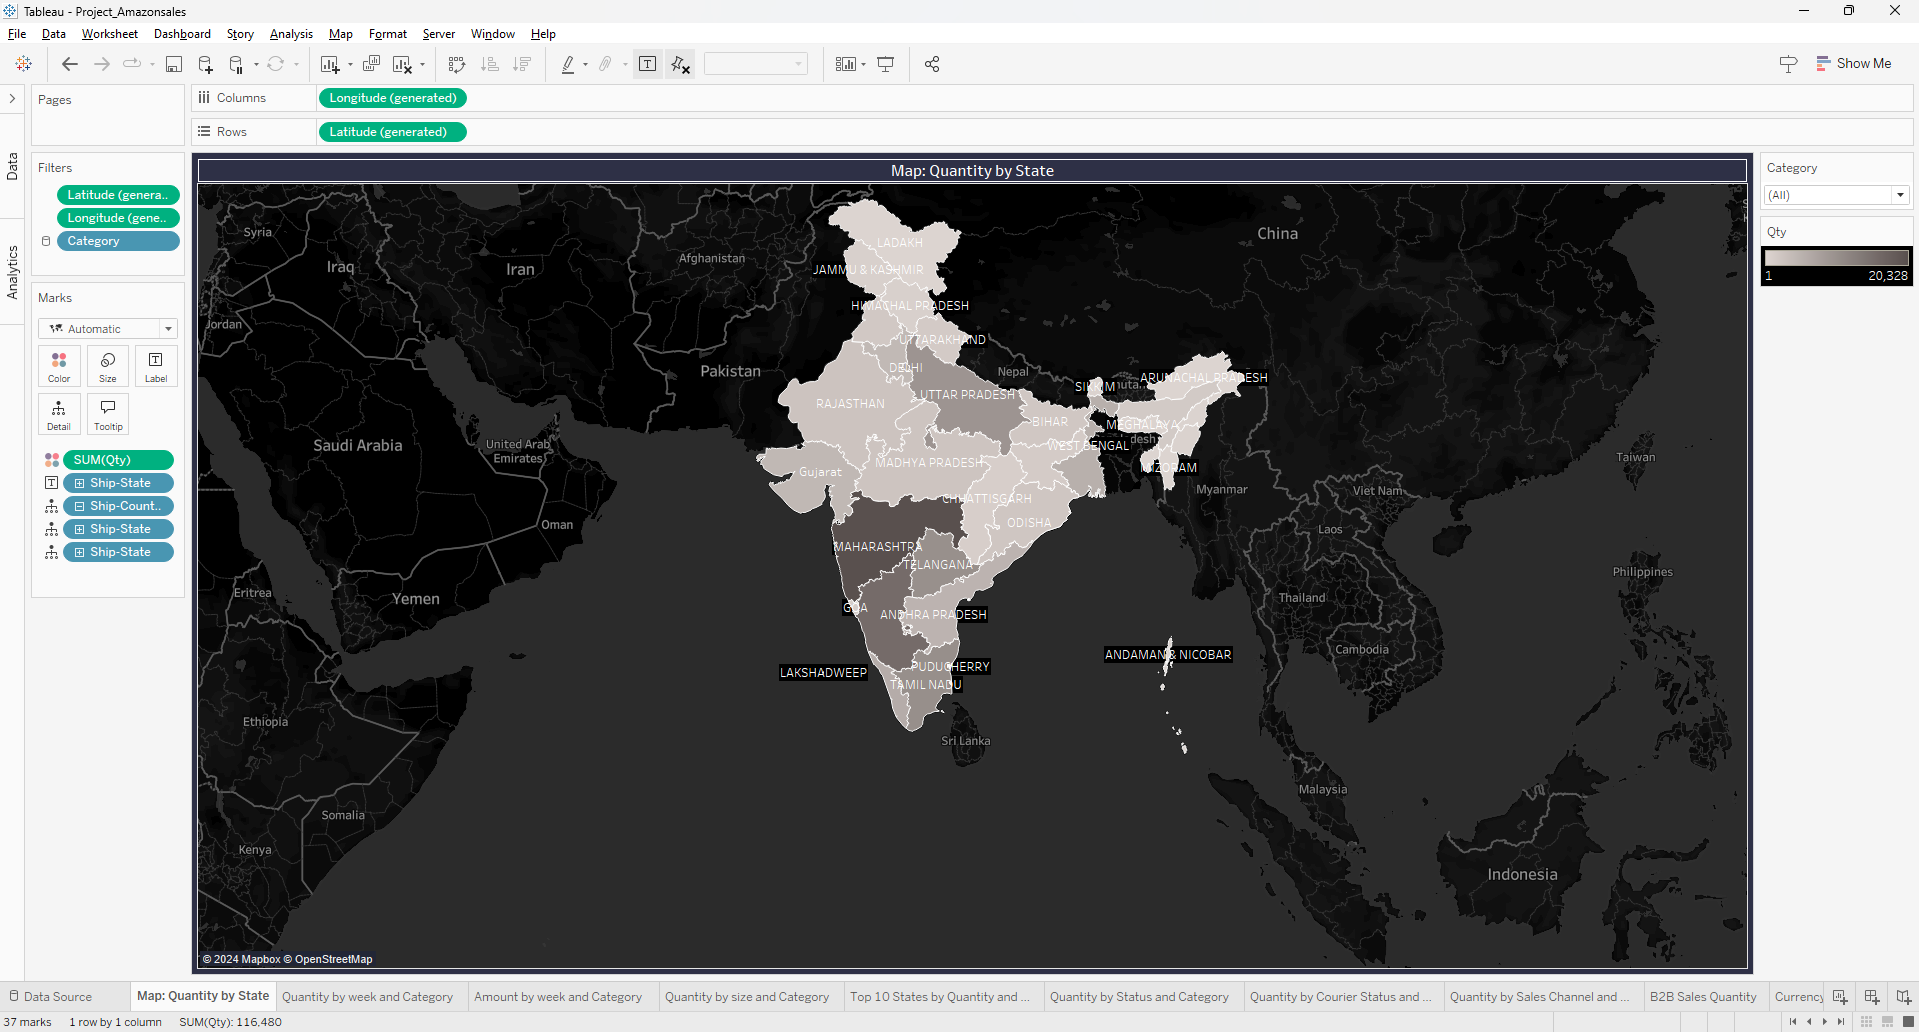 Tableau - Project_Amazonsales
File Data Worksheet Dashboard Story Analysis Map Format Server Window Help
Show Me
Pages
Columns
Longitude (generated)
Rows
Latitude (generated)
Data
Analytics
Filters
Latitude (genera..
Longitude (gene..
Category
Marks
Automatic
Color
Size
Label
Detail
Tooltip
SUM(Qty)
Ship-State
Ship-Count..
Ship-State
Ship-State
Map: Quantity by State
Syria
Iraq
Iran
Afghanistan
China
Jordan
Pakistan
Nepal
Saudi Arabia
United Arab
Emirates
Oman
Yemen
Eritrea
Ethiopia
Somalia
Kenya
Myanmar
Taiwan
Viet Nam
Laos
Thailand
Cambodia
Philippines
Sri Lanka
Malaysia
Indonesia
LADAKH
JAMMU & KASHMIR
HIMACHAL PRADESH
UTTARAKHAND
DELHI
UTTAR PRADESH
RAJASTHAN
SIKKIM
ARUNACHAL PRADESH
BIHAR
MEGHALAYA
desh
WEST BENGAL
MADHYA PRADESH
Gujarat
MIZORAM
CHHATTISGARH
ODISHA
MAHARASHTRA
TELANGANA
GOA
ANDHRA PRADESH
LAKSHADWEEP
PUDUCHERRY
TAMIL NADU
ANDAMAN & NICOBAR
© 2024 Mapbox © OpenStreetMap
Category
(All)
Qty
1
20,328
Data Source
Map: Quantity by State
Quantity by week and Category
Amount by week and Category
Quantity by size and Category
Top 10 States by Quantity and ...
Quantity by Status and Category
Quantity by Courier Status and ...
Quantity by Sales Channel and ...
B2B Sales Quantity
Currency
37 marks
1 row by 1 column
SUM(Qty): 116,480